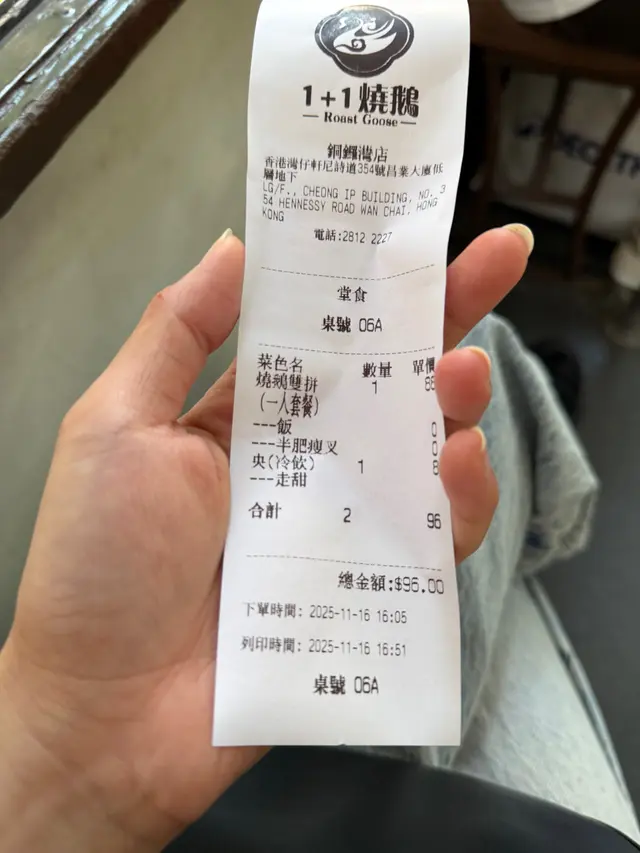 1+1燒鵝
Roast Goose
銅鑼灣店
香港灣仔軒尼詩道354號昌業大廈低
層地下
LG/F., CHEONG IP BUILDING, NO. 3
54 HENNESSY ROAD WAN CHAI, HONG
KONG
電話:2812 2227
堂食
桌號 06A
菜色名 數量 單價
燒鵝雙拼 1 88
(一人套餐)
---飯 0
---半肥瘦叉 0
央(冷飲) 1 8
---走甜
合計 2 96
總金額:$96.00
下單時間: 2025-11-16 16:05
列印時間: 2025-11-16 16:51
桌號 06A